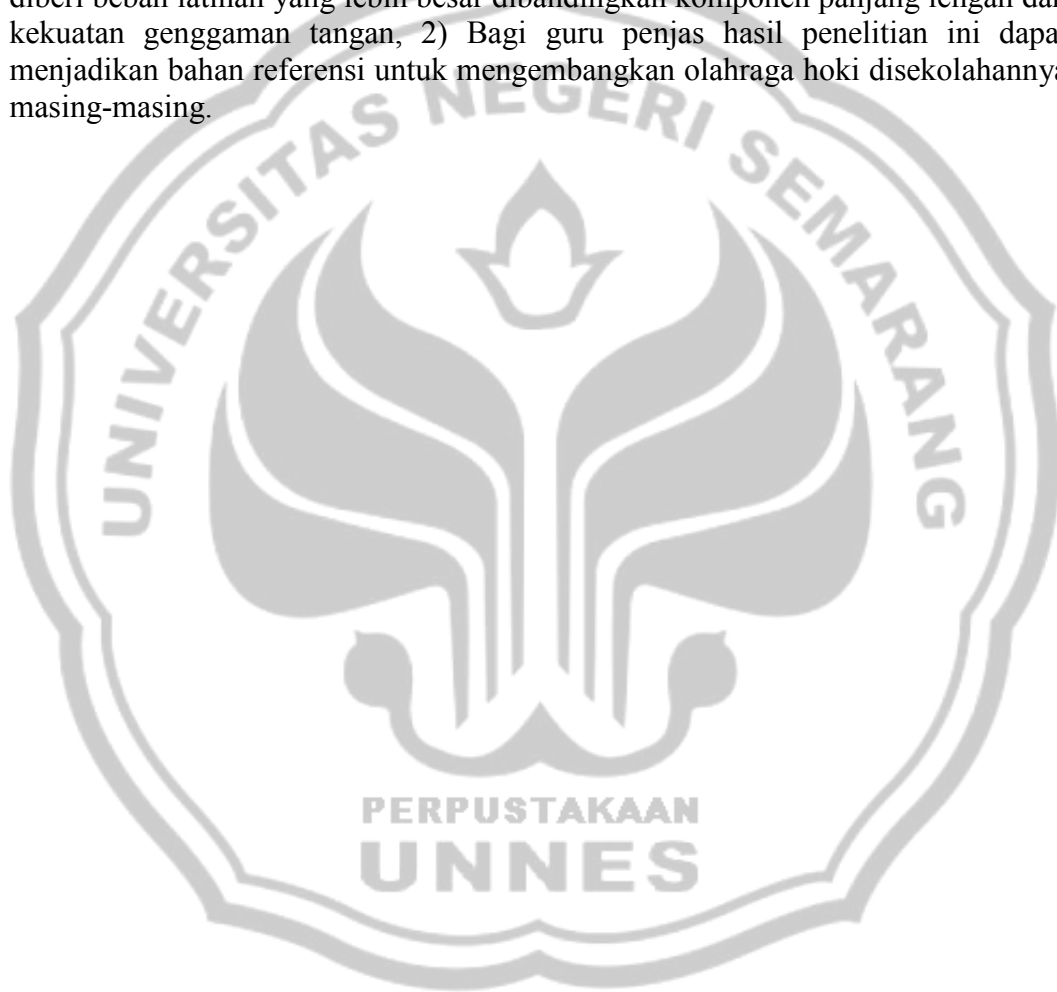 diberi beban latihan yang lebih besar dibandingkan komponen panjang lengan dan
kekuatan genggaman tangan, 2) Bagi guru penjas hasil penelitian ini dapa
menjadikan bahan referensi untuk mengembangkan olahraga hoki disekolahannya
masing-masing.
UNIVERSITAS NEGERI SEMARANG
PERPUSTAKAAN
UNNES